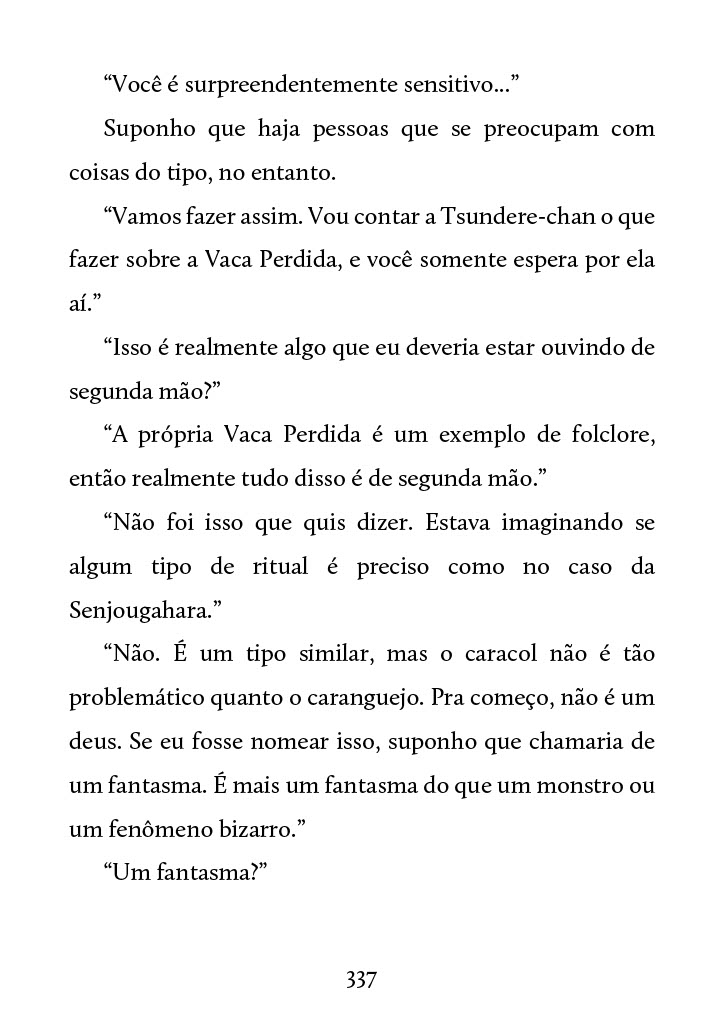 “Você é surpreendentemente sensitivo...”
Suponho que haja pessoas que se preocupam com
coisas do tipo, no entanto.
“Vamos fazer assim. Vou contar a Tsundere-chan o que
fazer sobre a Vaca Perdida, e você somente espera por ela
aí.”
“Isso é realmente algo que eu deveria estar ouvindo de
segunda mão?”
“A própria Vaca Perdida é um exemplo de folclore,
então realmente tudo disso é de segunda mão.”
“Não foi isso que quis dizer. Estava imaginando se
algum tipo de ritual é preciso como no caso da
Senjougahara.”
“Não. É um tipo similar, mas o caracol não é tão
problemático quanto o caranguejo. Pra começo, não é um
deus. Se eu fosse nomear isso, suponho que chamaria de
um fantasma. É mais um fantasma do que um monstro ou
um fenômeno bizarro.”
“Um fantasma?”
337